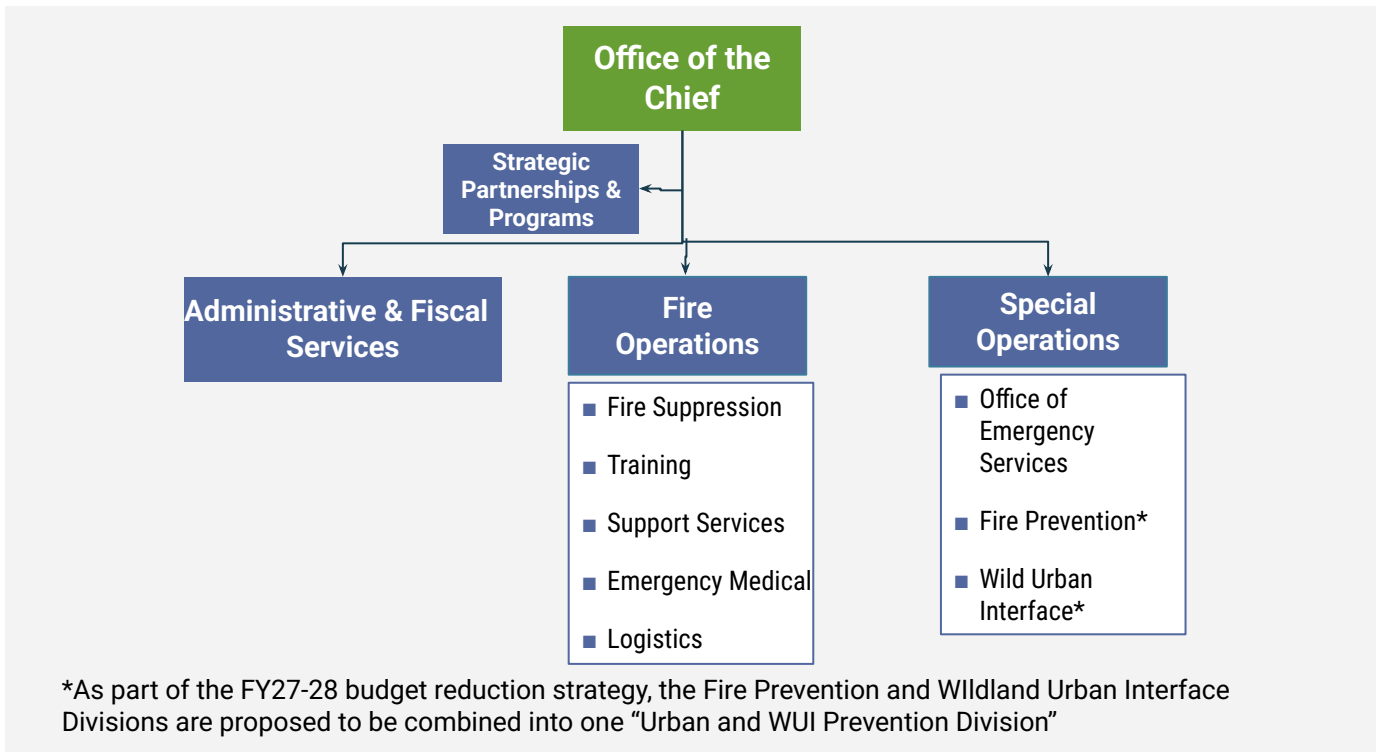 Office of the
Chief
Strategic
Partnerships &
Programs
Administrative & Fiscal
Services
Fire
Operations
■ Fire Suppression
■ Training
■ Support Services
■ Emergency Medical
■ Logistics
Special
Operations
■ Office of
Emergency
Services
■ Fire Prevention*
■ Wild Urban
Interface*
*As part of the FY27-28 budget reduction strategy, the Fire Prevention and WIldland Urban Interface
Divisions are proposed to be combined into one “Urban and WUI Prevention Division”